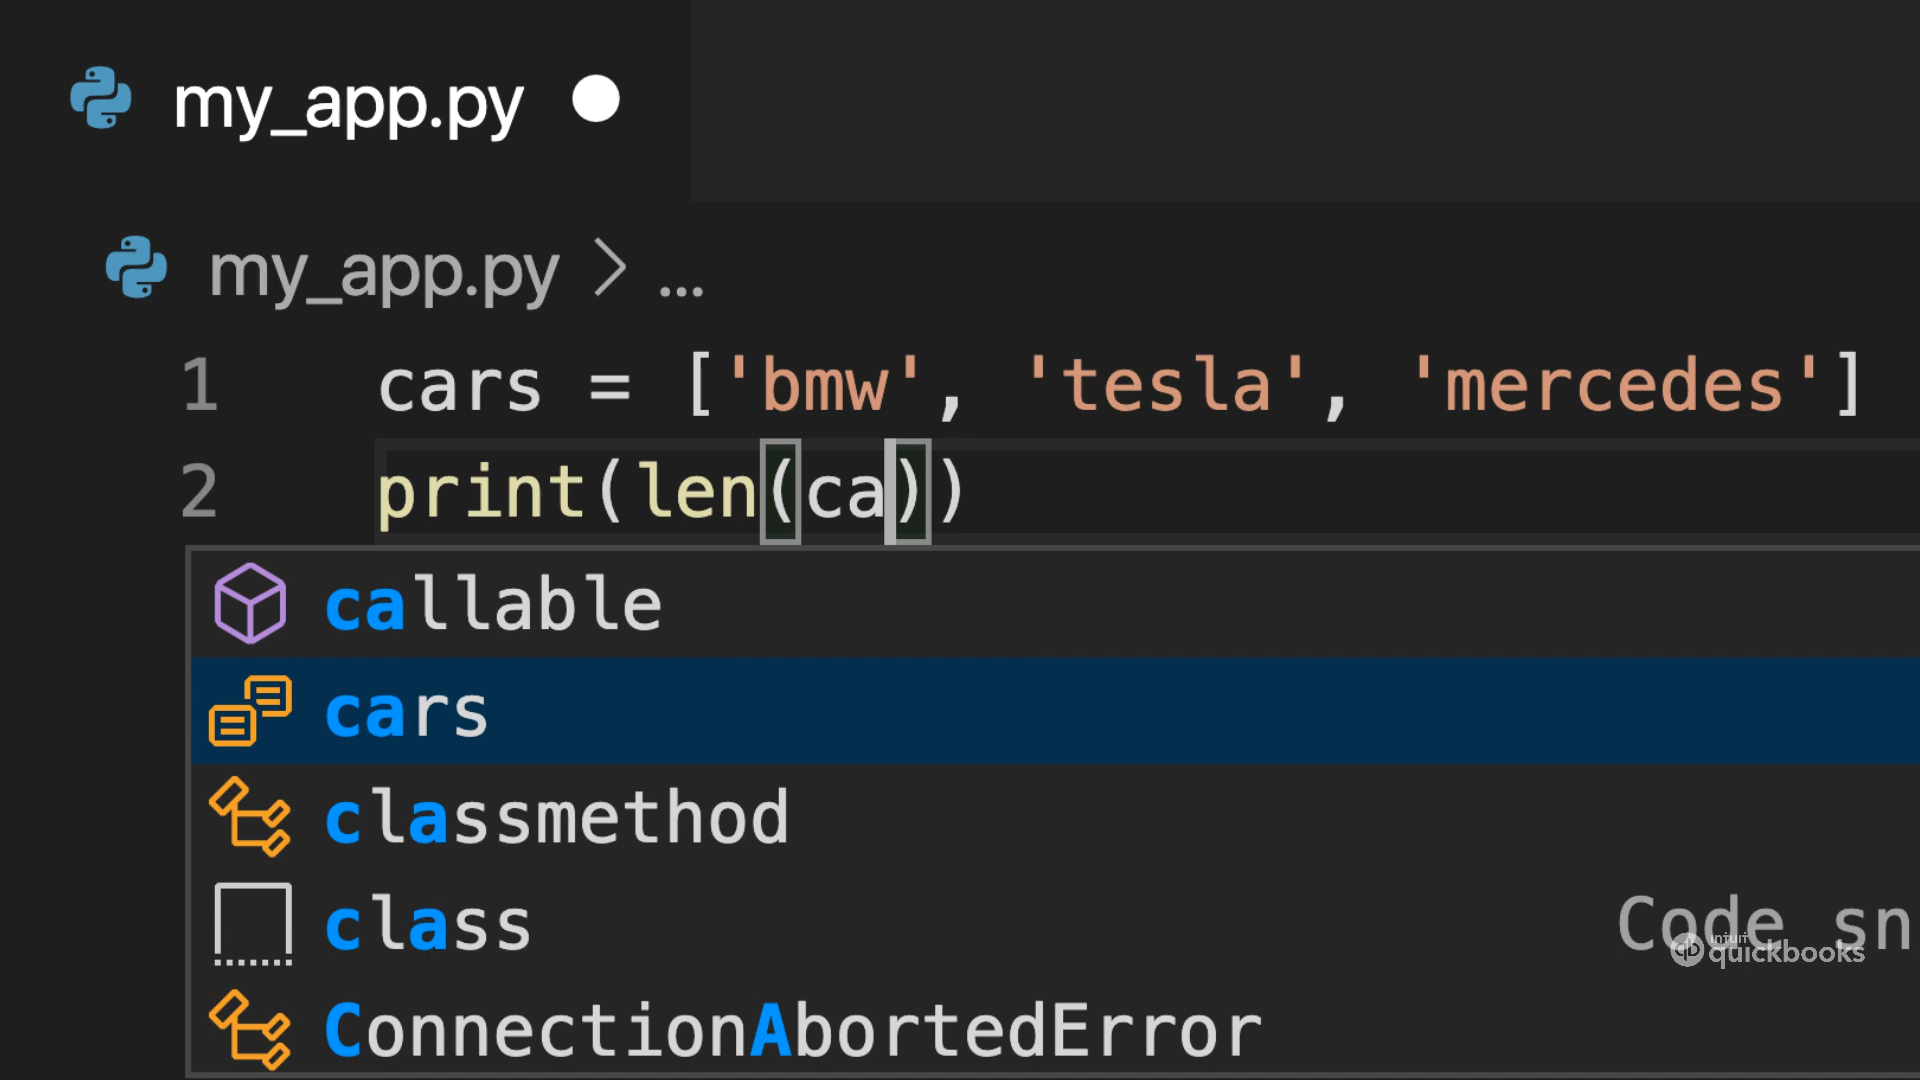 my_app.py
my_app.py > ...
1 cars = ['bmw', 'tesla', 'mercedes']
2 print(len(ca))
callable
cars
classmethod
class Code sn
intuit
quickbooks
ConnectionAbortedError